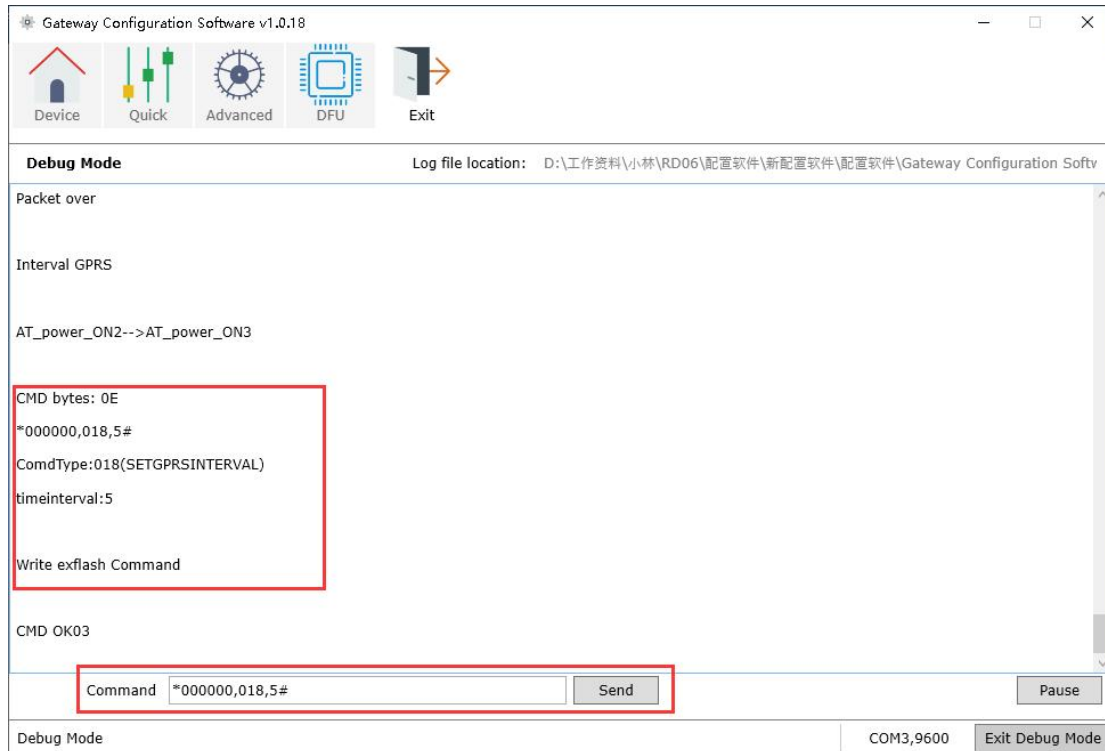 Gateway Configuration Software v1.0.18
Device Quick Advanced DFU Exit
Debug Mode Log file location: D:\工作资料\小林\RD06\配置软件\新配置软件\配置软件\Gateway Configuration Softv
Packet over
Interval GPRS
AT_power_ON2-->AT_power_ON3
CMD bytes: 0E
*000000,018,5#
ComdType:018(SETGPRSINTERVAL)
timeinterval:5
Write exflash Command
CMD OK03
Command *000000,018,5# Send Pause
Debug Mode COM3,9600 Exit Debug Mode